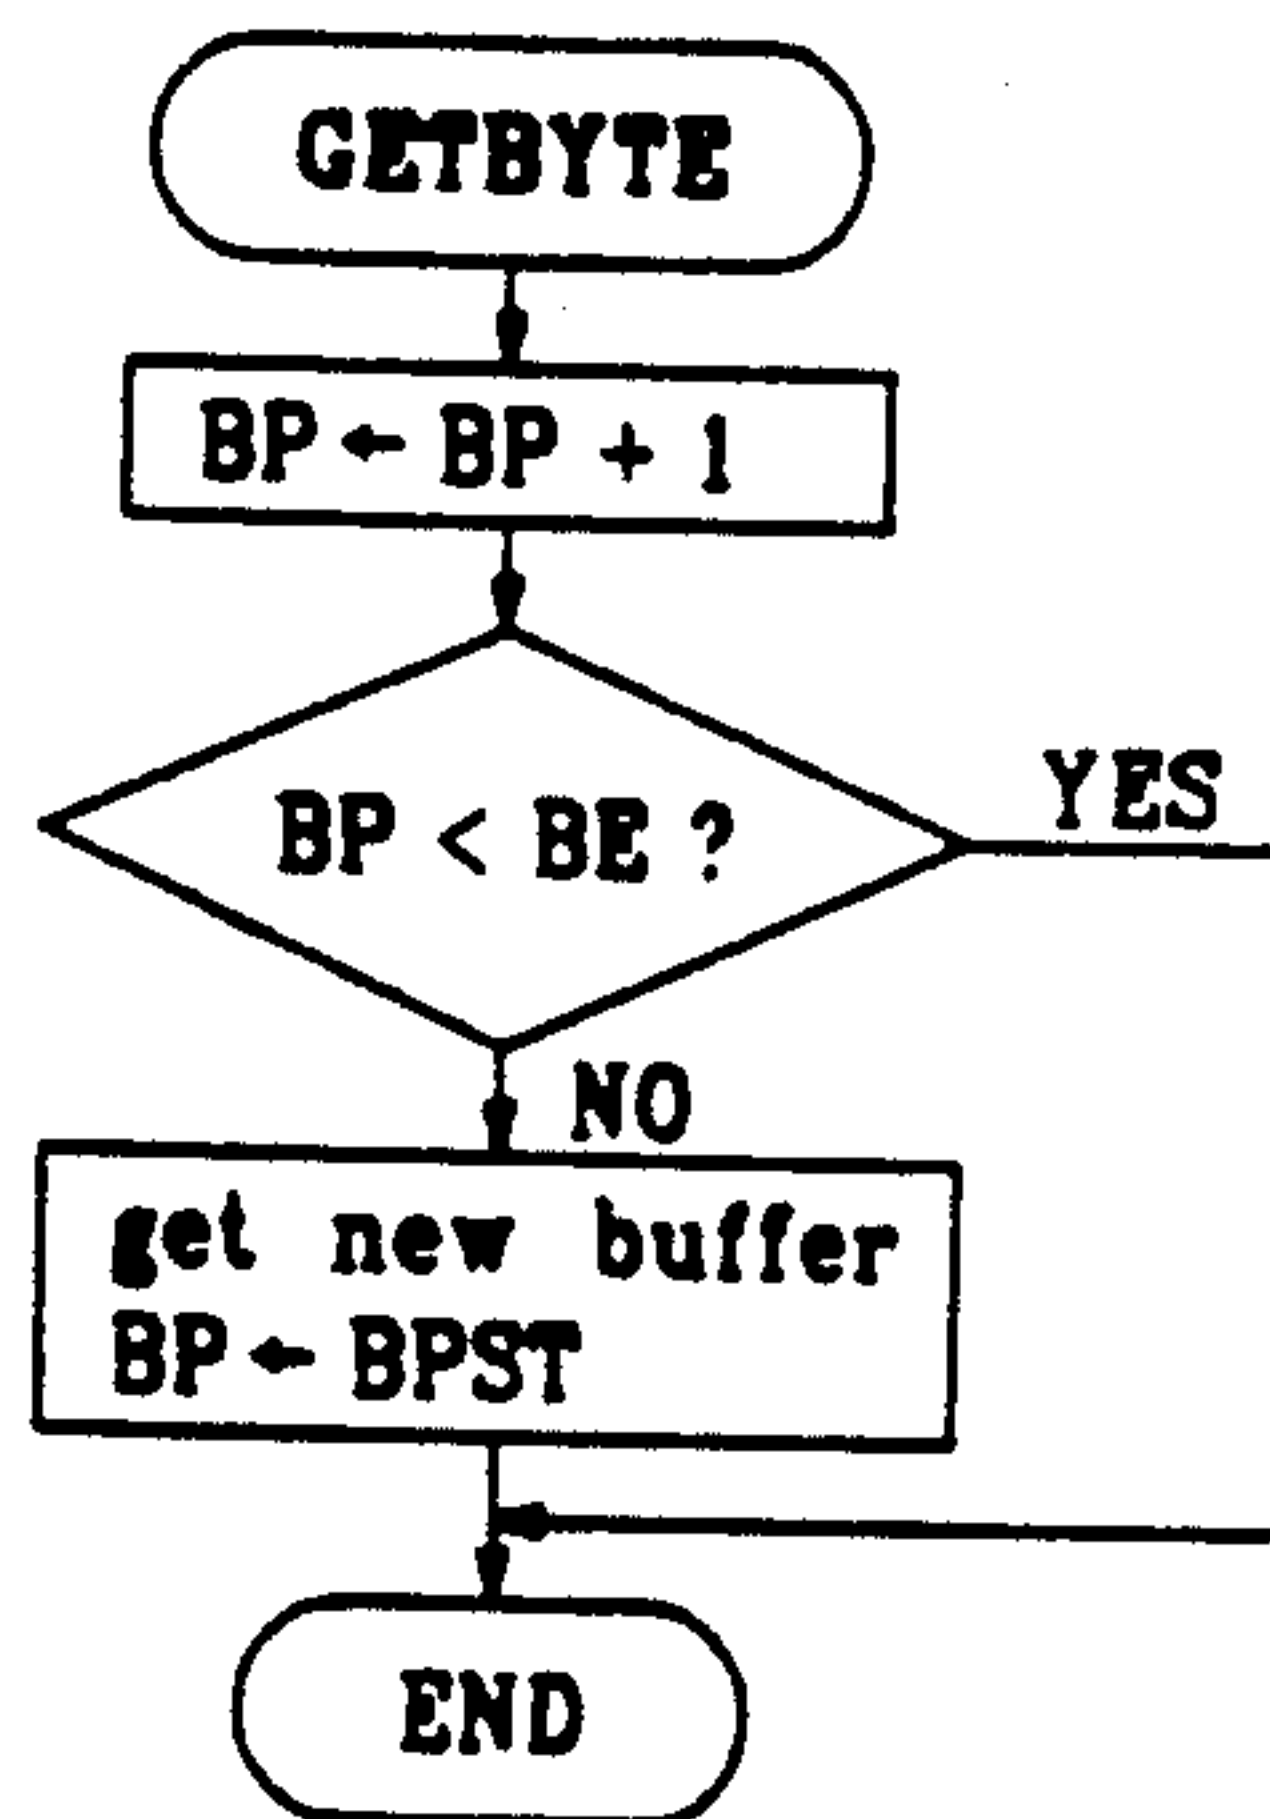 GETBYTE
BP ← BP + 1
BP < BE ?
YES
NO
get new buffer
BP ← BPST
END